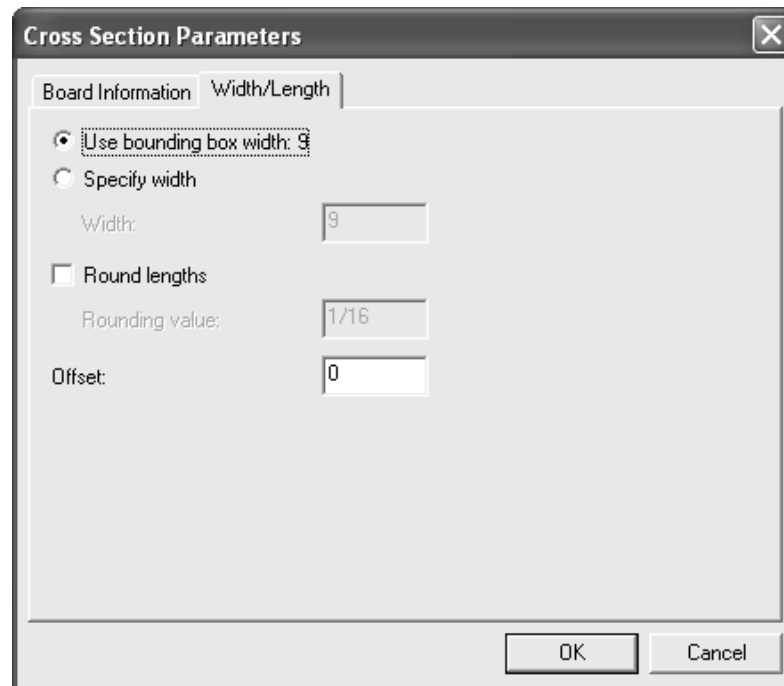 Cross Section Parameters
Board Information Width/Length
Use bounding box width: 9
Specify width
Width: 9
Round lengths
Rounding value: 1/16
Offset: 0
OK Cancel